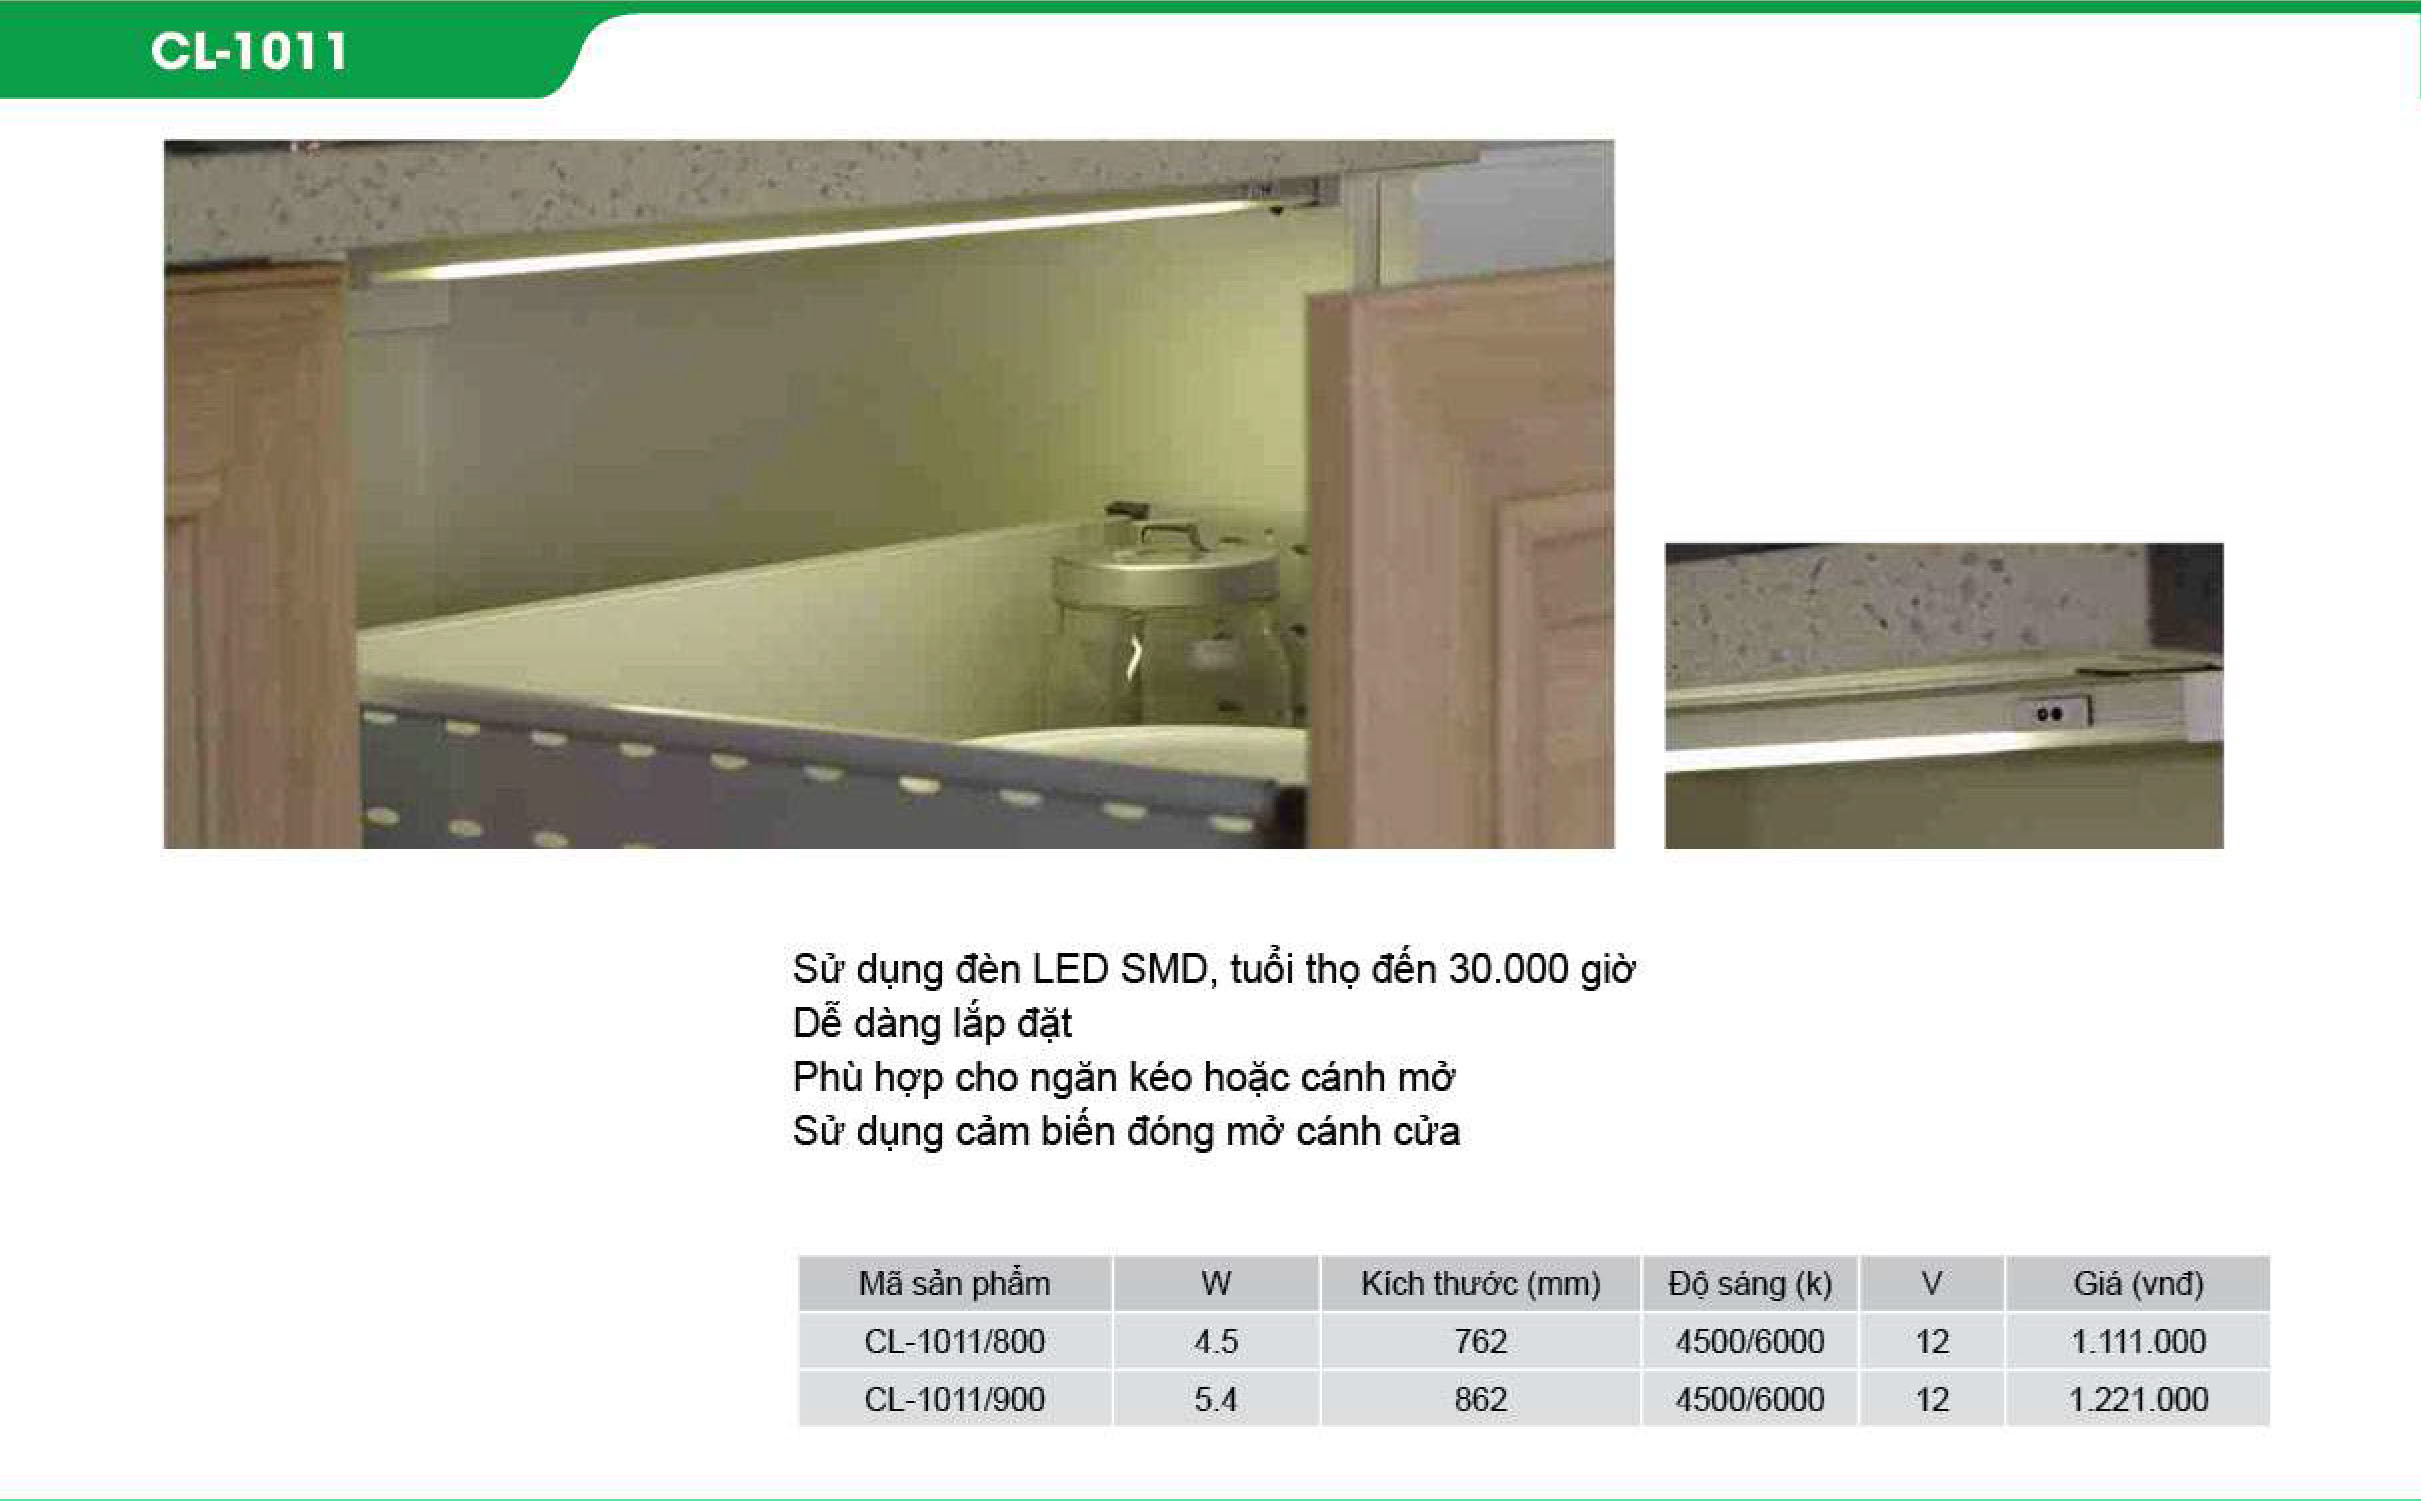 CL-1011
Sử dụng đèn LED SMD, tuổi thọ đến 30.000 giờ
Dễ dàng lắp đặt
Phù hợp cho ngăn kéo hoặc cánh mở
Sử dụng cảm biến đóng mở cánh cửa
Mã sản phẩm W Kích thước (mm) Độ sáng (k) V Giá (vnđ)
CL-1011/800 4.5 762 4500/6000 12 1.111.000
CL-1011/900 5.4 862 4500/6000 12 1.221.000